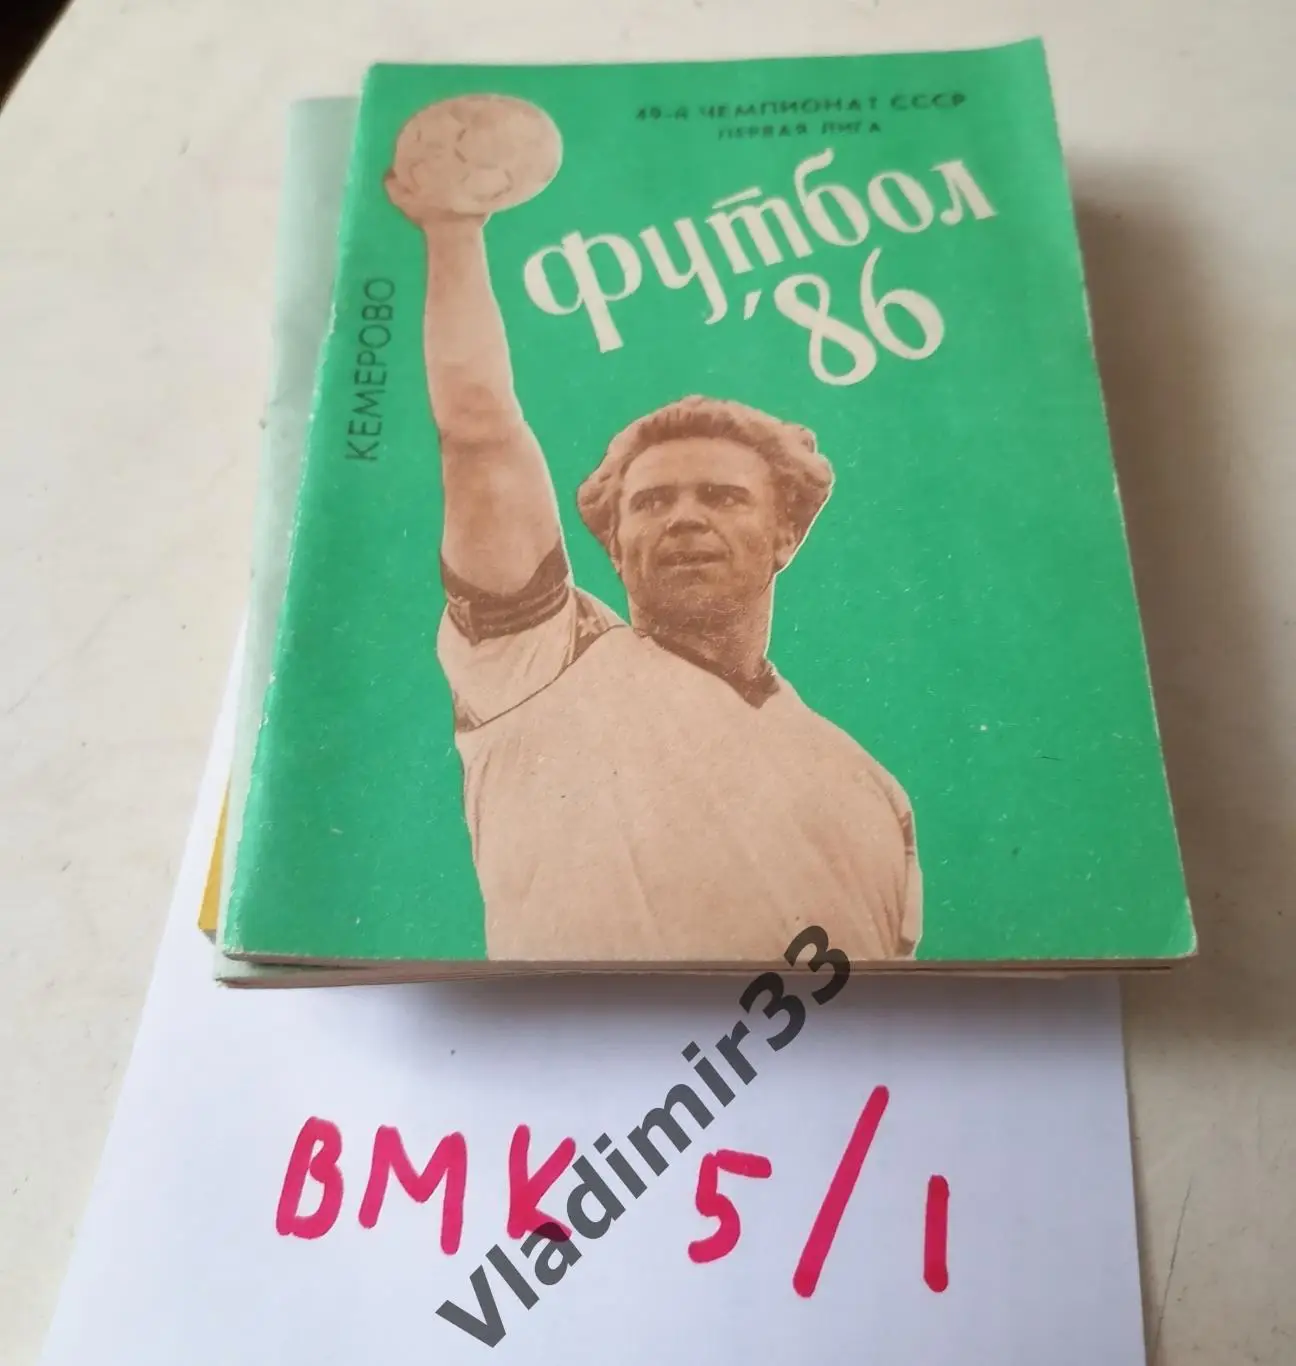 49-й ЧЕМПИОНАТ СССР
ПЕРВАЯ ЛИГА
футбол
'86
КЕМЕРОВО
ВМК 5/1
Vladimir33